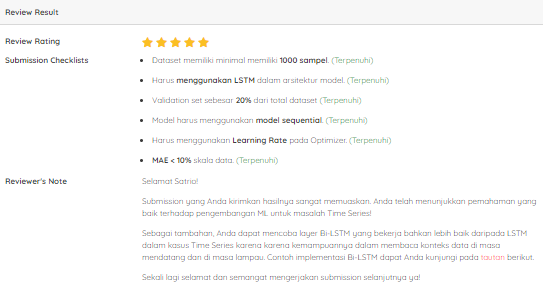 Review Result
Review Rating
Submission Checklists
Dataset memiliki minimal memiliki 1000 sampel. (Terpenuhi)
Harus menggunakan LSTM dalam arsitektur model. (Terpenuhi)
Validation set sebesar 20% dari total dataset (Terpenuhi)
Model harus menggunakan model sequential. (Terpenuhi)
Harus menggunakan Learning Rate pada Optimizer. (Terpenuhi)
MAE < 10% skala data. (Terpenuhi)
Reviewer's Note
Selamat Satria!
Submission yang Anda kirimkan hasilnya sangat memuaskan. Anda telah menunjukkan pemahaman yang
baik terhadap pengembangan ML untuk masalah Time Series!
Sebagai tambahan, Anda dapat mencoba layer Bi-LSTM yang bekerja bahkan lebih baik daripada LSTM
dalam kasus Time Series karena karena kemampuannya dalam membaca konteks data di masa
mendatang dan di masa lampau. Contoh implementasi Bi-LSTM dapat Anda kunjungi pada tautan berikut.
Sekali lagi selamat dan semangat mengerjakan submission selanjutnya ya!